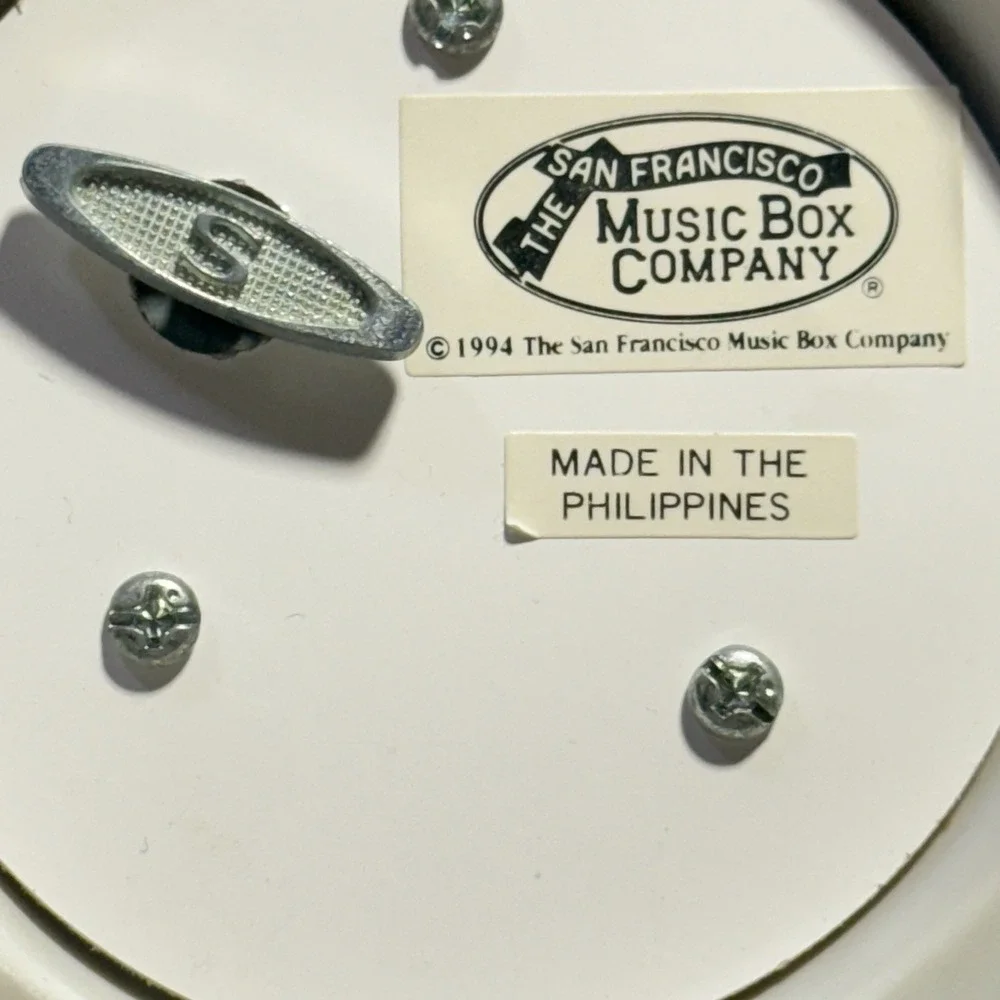 S
THE
SAN FRANCISCO
MUSIC BOX
COMPANY
®
© 1994 The San Francisco Music Box Company
MADE IN THE
PHILIPPINES